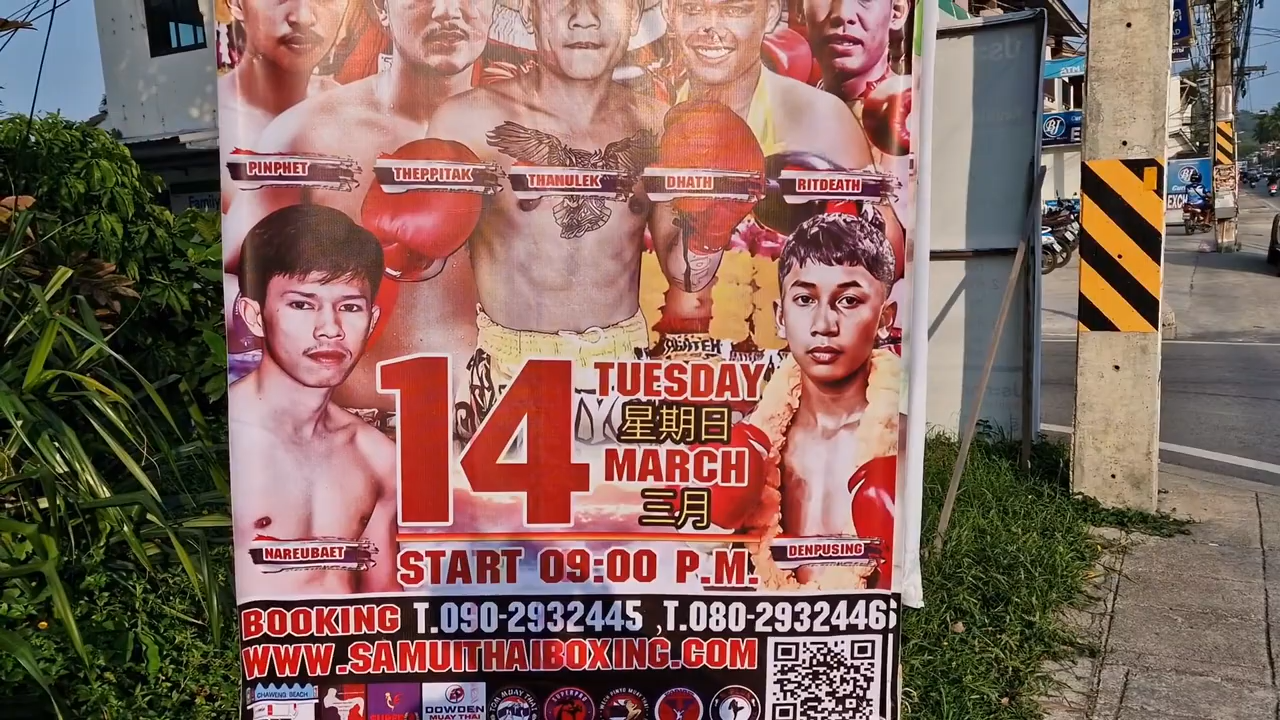 PINPHET
THEPPITAK
THANULEK
DHATH
RITDEATH
14
TUESDAY
星期日
MARCH
三月
NAREUBAET
DENPUSING
START 09:00 P.M.
BOOKING T.090-2932445 ,T.080-2932446
WWW.SAMUITHAIBOXING.COM
CHAWENG BEACH
DOWDEN
MUAY THAI
Family